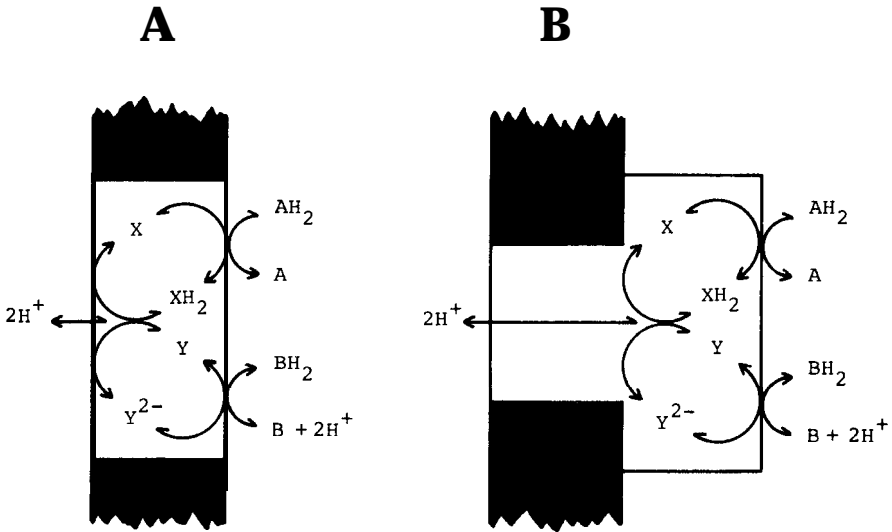 A
B
AH2
X
A
XH2
2H+
Y
BH2
Y2-
B + 2H+
AH2
X
A
XH2
2H+
Y
BH2
Y2-
B + 2H+